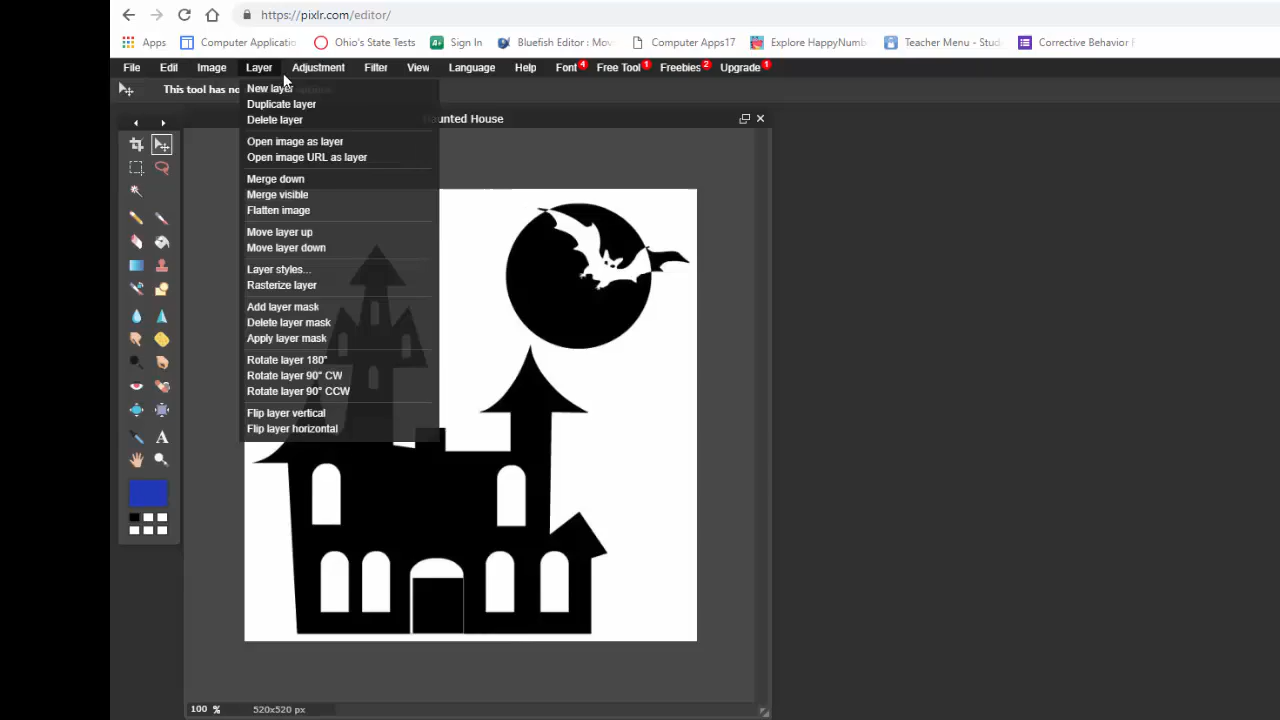 https://pixlr.com/editor/
Apps Computer Applicatio Ohio's State Tests Sign In Bluefish Editor : Mov Computer Apps17 Explore HappyNumb Teacher Menu - Stud Corrective Behavior f
File Edit Image Layer Adjustment Filter View Language Help Font 4 Free Tool 1 Freebies 2 Upgrade 1
This tool has no
New layer
Duplicate layer
Delete layer
Open image as layer
Open image URL as layer
Merge down
Merge visible
Flatten image
Move layer up
Move layer down
Layer styles...
Rasterize layer
Add layer mask
Delete layer mask
Apply layer mask
Rotate layer 180°
Rotate layer 90° CW
Rotate layer 90° CCW
Flip layer vertical
Flip layer horizontal
aunted House
A
100 % 520x520 px